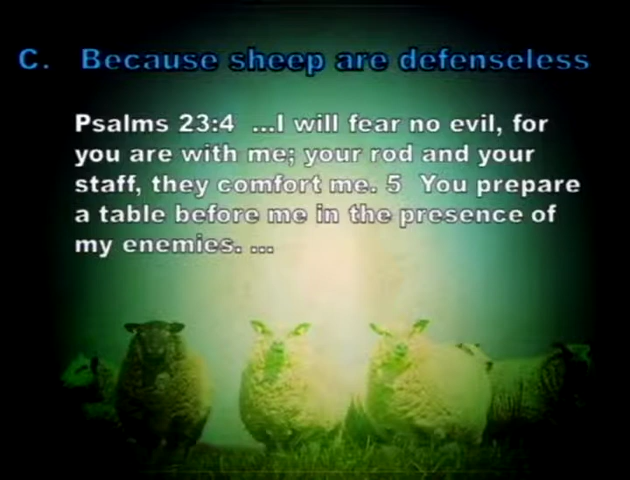 C. Because sheep are defenseless
Psalms 23:4 ...I will fear no evil, for
you are with me; your rod and your
staff, they comfort me. 5 You prepare
a table before me in the presence of
my enemies. ...